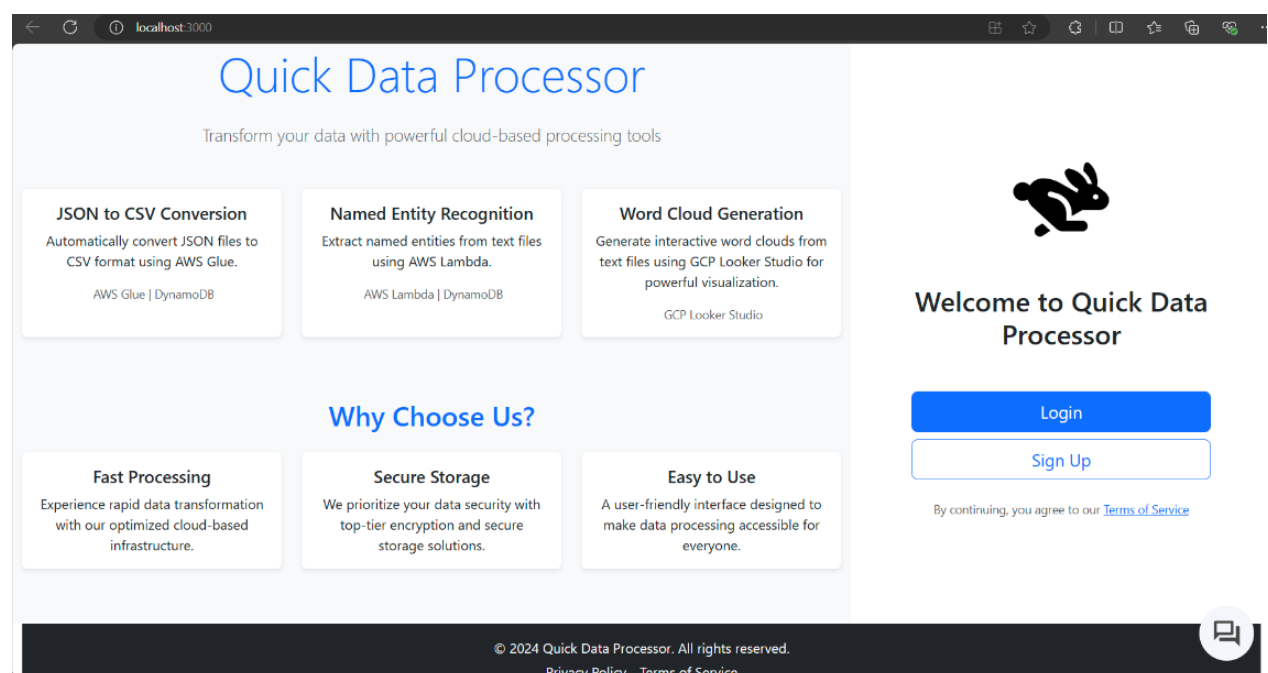 localhost:3000
Quick Data Processor
Transform your data with powerful cloud-based processing tools
JSON to CSV Conversion
Automatically convert JSON files to
CSV format using AWS Glue.
AWS Glue | DynamoDB
Named Entity Recognition
Extract named entities from text files
using AWS Lambda.
AWS Lambda | DynamoDB
Word Cloud Generation
Generate interactive word clouds from
text files using GCP Looker Studio for
powerful visualization.
GCP Looker Studio
Why Choose Us?
Fast Processing
Experience rapid data transformation
with our optimized cloud-based
infrastructure.
Secure Storage
We prioritize your data security with
top-tier encryption and secure
storage solutions.
Easy to Use
A user-friendly interface designed to
make data processing accessible for
everyone.
Welcome to Quick Data
Processor
Login
Sign Up
By continuing, you agree to our Terms of Service
© 2024 Quick Data Processor. All rights reserved.
Privacy Policy Terms of Service